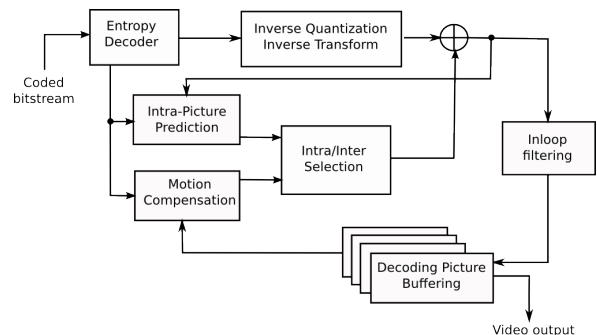 Entropy
Decoder
Inverse Quantization
Inverse Transform
Coded
bitstream
Intra-Picture
Prediction
Intra/Inter
Selection
Inloop
filtering
Motion
Compensation
Decoding Picture
Buffering
Video output